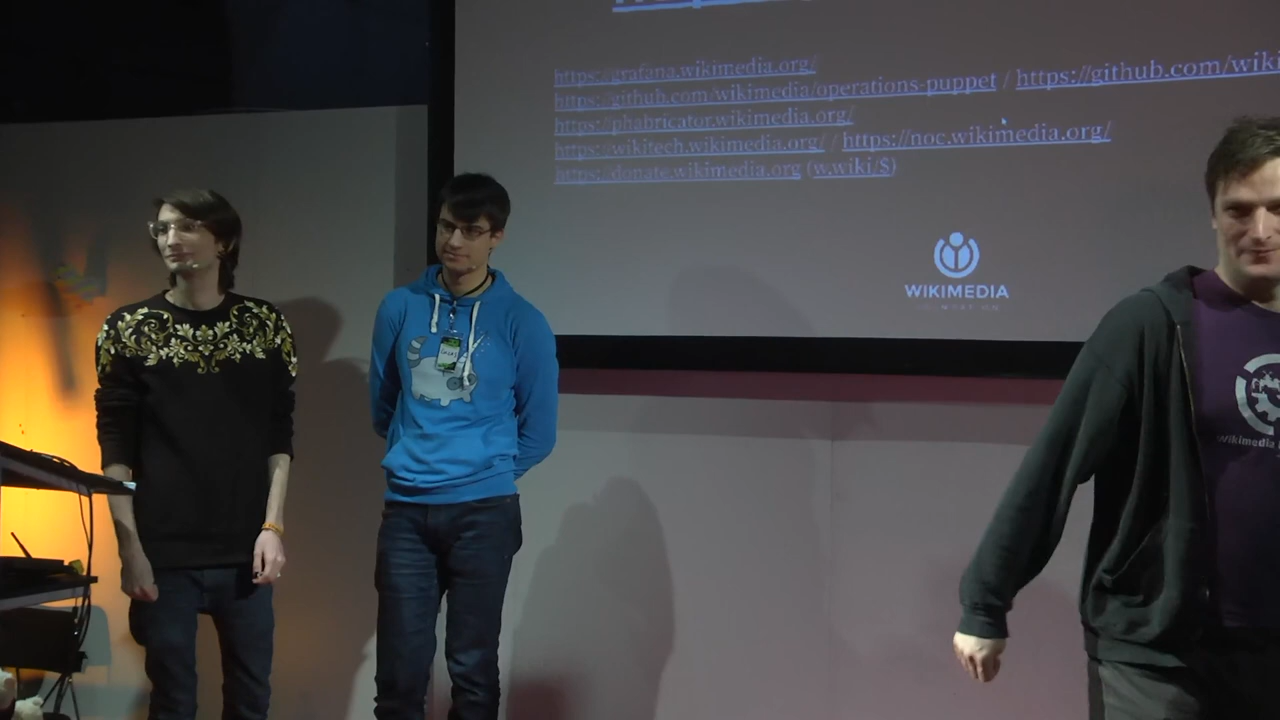 https://grafana.wikimedia.org/
https://github.com/wikimedia/operations-puppet / https://github.com/wiki
https://phabricator.wikimedia.org/
https://wikitech.wikimedia.org/ / https://noc.wikimedia.org/
https://donate.wikimedia.org (w.wiki/$)
WIKIMEDIA
Wikimedia